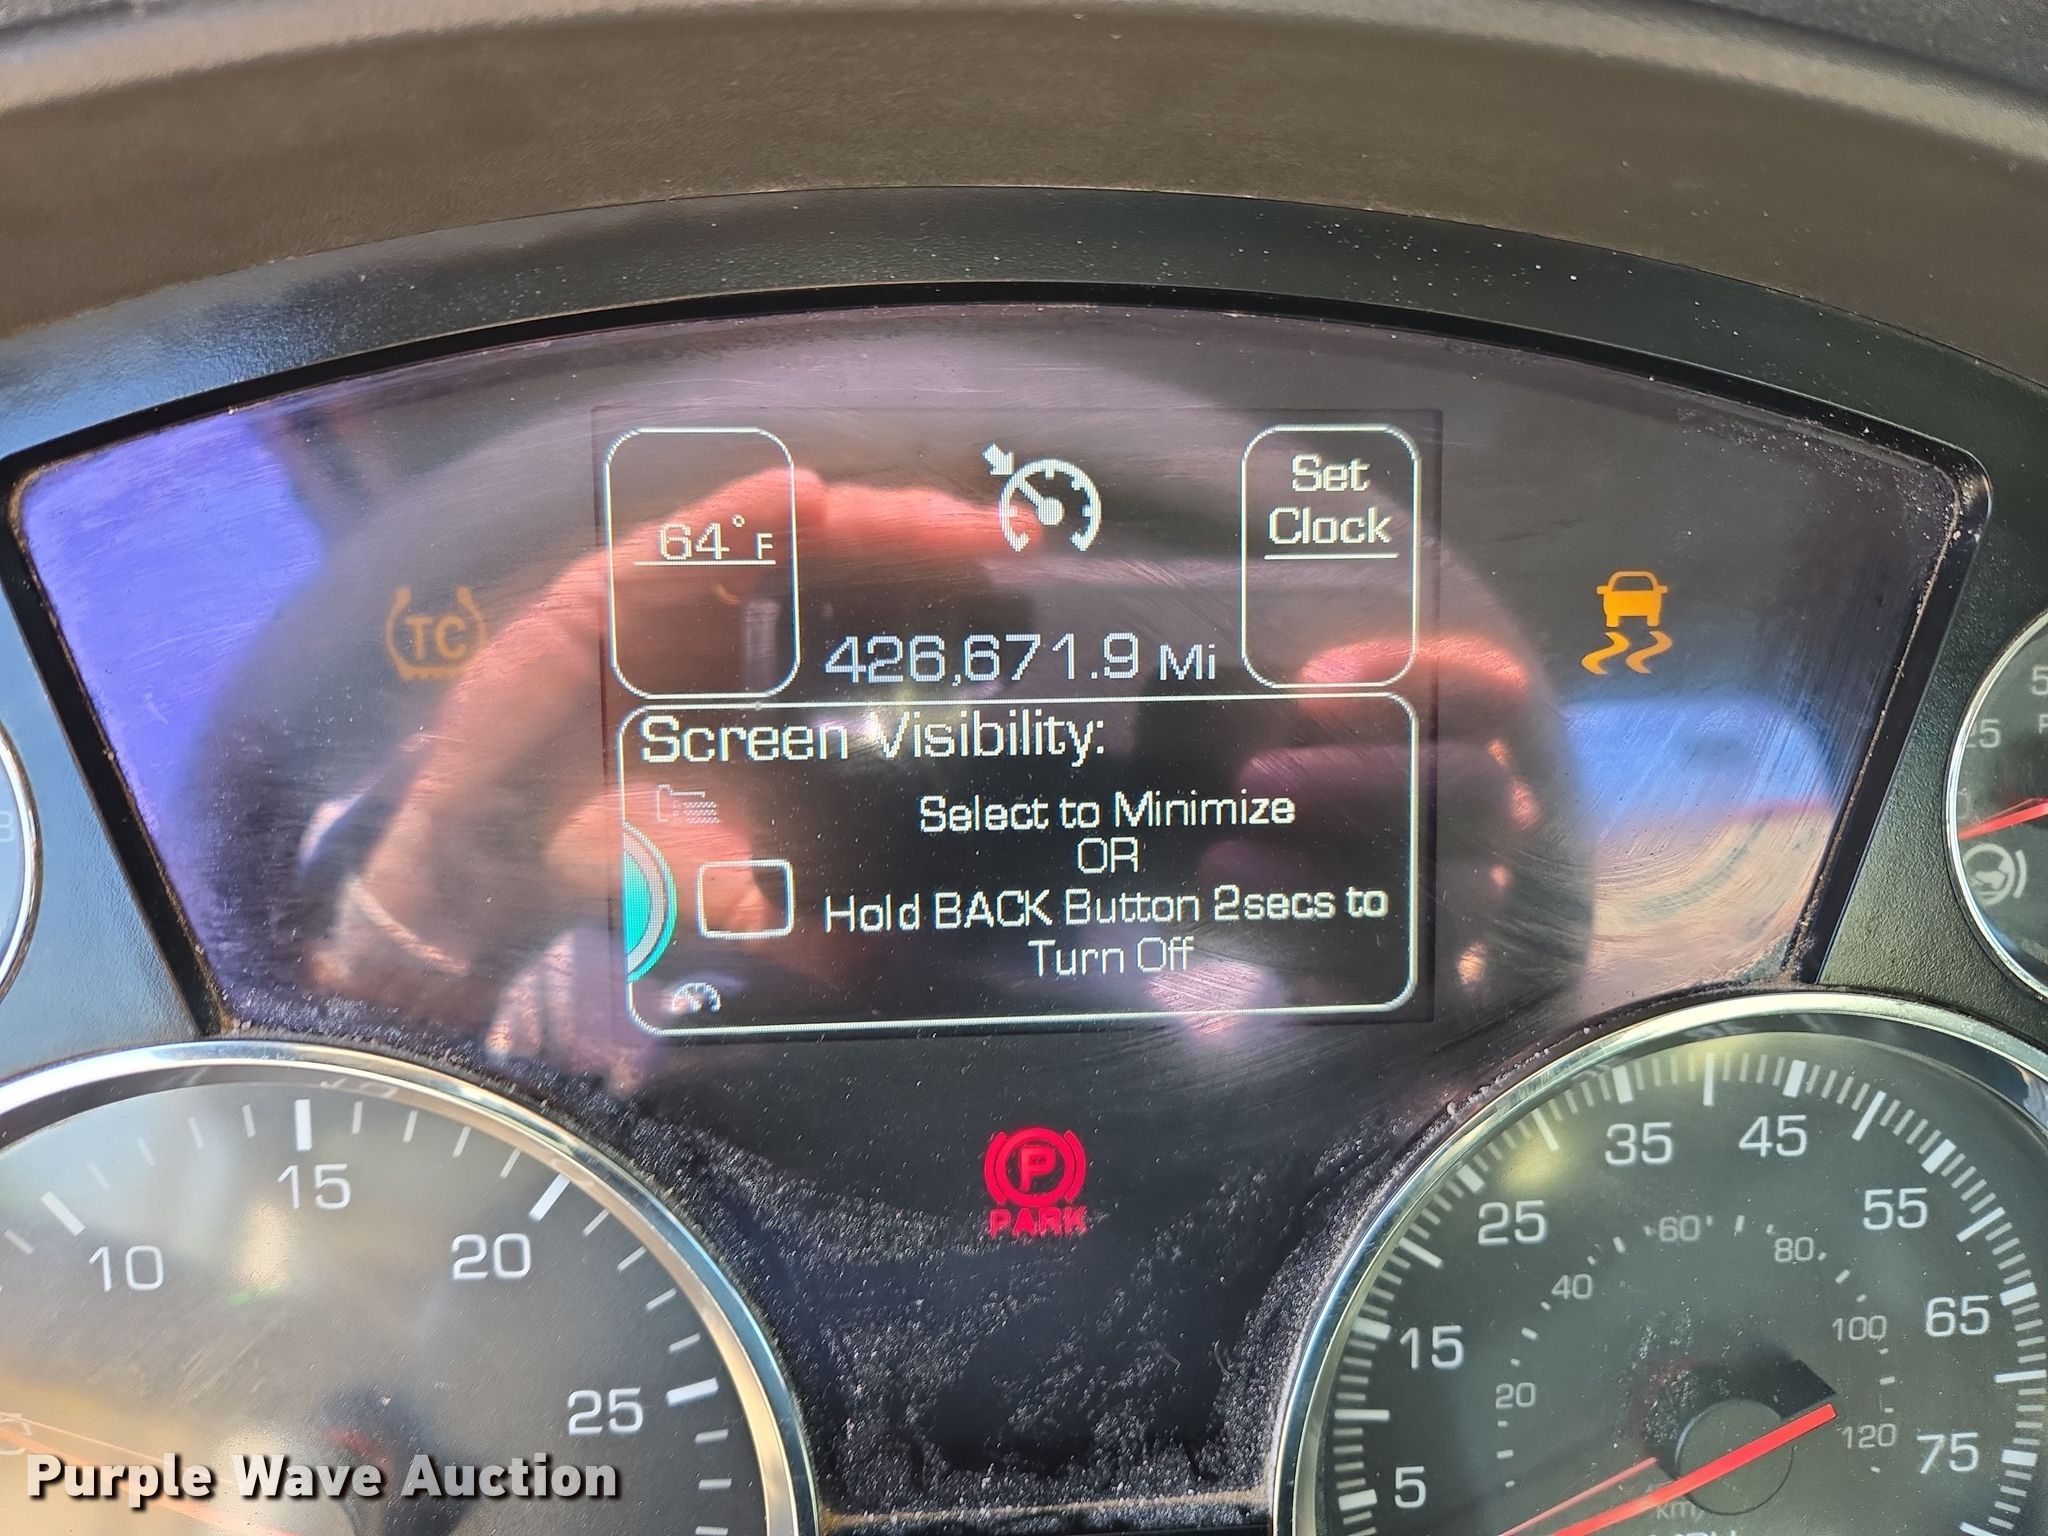 64°F
Set
Clock
TC
426,671.9 Mi
Screen Visibility:
Select to Minimize
OR
Hold BACK Button 2secs to
Turn Off
P
PARK
10
15
20
25
5
15
25
35
45
55
65
75
20
40
60
80
100
120
km/
Purple Wave Auction